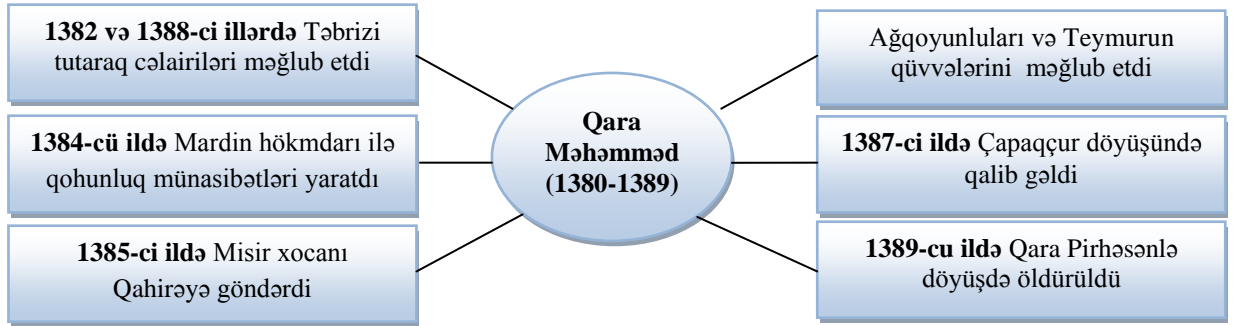 1382 və 1388-ci illərdə Təbrizi
tutaraq cəlairiləri məğlub etdi
1384-cü ildə Mardin hökmdarı ilə
qohunluq münasibətləri yaratdı
1385-ci ildə Misir xocanı
Qahirəyə göndərdi
Qara
Məhəmməd
(1380-1389)
Ağqoyunluları və Teymurun
qüvvələrini məğlub etdi
1387-ci ildə Çapaqçur döyüşündə
qalib gəldi
1389-cu ildə Qara Pirhəsənlə
döyüşdə öldürüldü